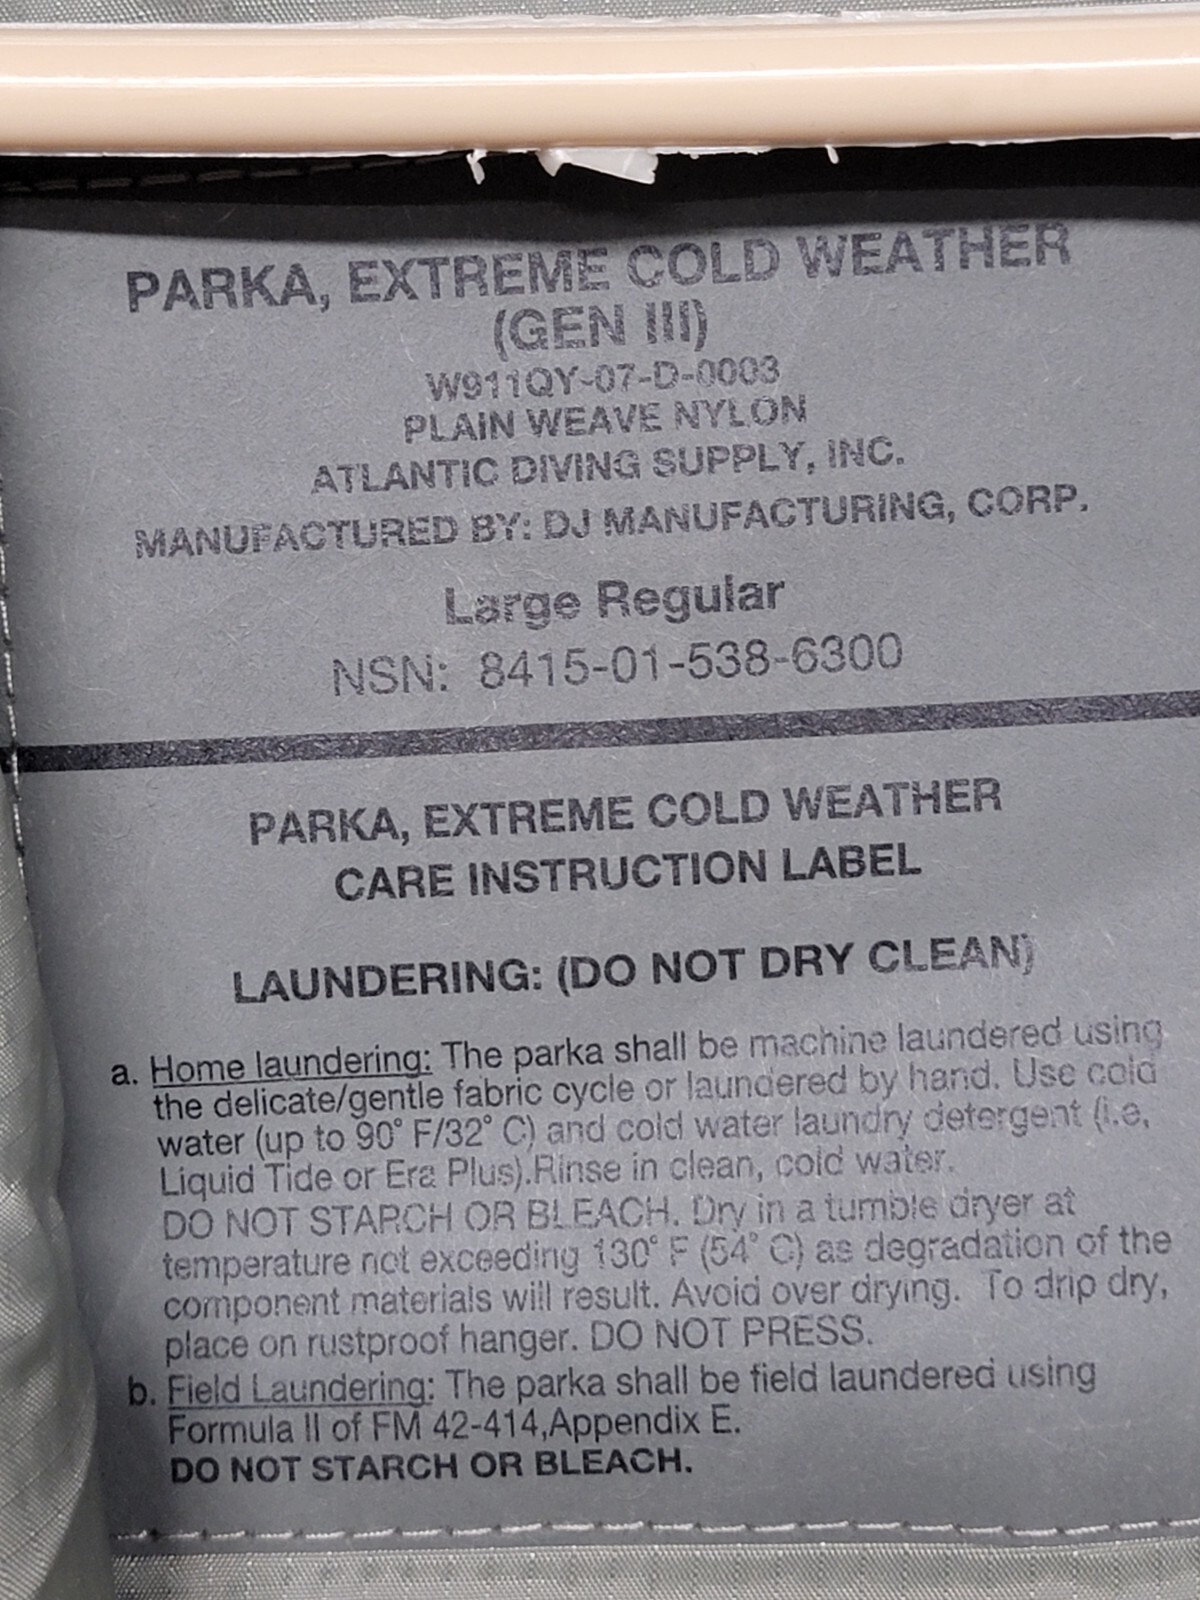 PARKA, EXTREME COLD WEATHER
(GEN III)
W911QY-07-D-0003
PLAIN WEAVE NYLON
ATLANTIC DIVING SUPPLY, INC.
MANUFACTURED BY: DJ MANUFACTURING, CORP.
Large Regular
NSN: 8415-01-538-6300
PARKA, EXTREME COLD WEATHER
CARE INSTRUCTION LABEL
LAUNDERING: (DO NOT DRY CLEAN)
a. Home laundering: The parka shall be machine laundered using
the delicate/gentle fabric cycle or laundered by hand. Use cold
water (up to 90° F/32° C) and cold water laundry detergent (i.e,
Liquid Tide or Era Plus).Rinse in clean, cold water.
DO NOT STARCH OR BLEACH. Dry in a tumble dryer at
temperature not exceeding 130° F (54° C) as degradation of the
component materials will result. Avoid over drying. To drip dry,
place on rustproof hanger. DO NOT PRESS.
b. Field Laundering: The parka shall be field laundered using
Formula II of FM 42-414,Appendix E.
DO NOT STARCH OR BLEACH.